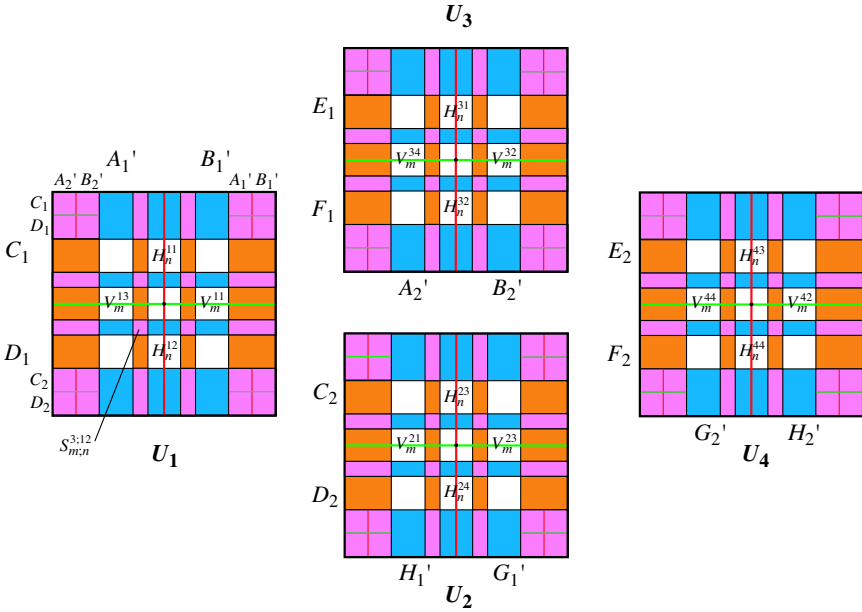 U₃
E₁
H_n^{31}
V_m^{34} V_m^{32}
F₁
H_n^{32}
A₂' B₂'
A₁' B₁'
A₂' B₂' A₁' B₁'
C₁
D₁
C₁
H_n^{11}
V_m^{13} V_m^{11}
D₁
H_n^{12}
C₂
D₂
S_{m;n}^{3;12}
U₁
C₂
H_n^{23}
V_m^{21} V_m^{23}
D₂
H_n^{24}
H₁' G₁'
U₂
E₂
H_n^{43}
V_m^{44} V_m^{42}
F₂
H_n^{44}
G₂' H₂'
U₄